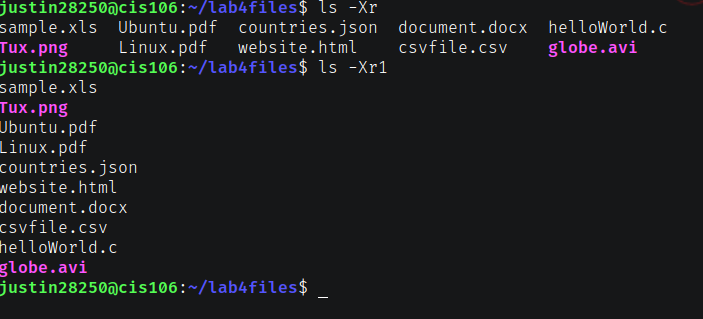 justin28250@cis106:~/lab4files$ ls -Xr
sample.xls  Ubuntu.pdf  countries.json  document.docx  helloWorld.c
Tux.png     Linux.pdf   website.html    csvfile.csv    globe.avi
justin28250@cis106:~/lab4files$ ls -Xr1
sample.xls
Tux.png
Ubuntu.pdf
Linux.pdf
countries.json
website.html
document.docx
csvfile.csv
helloWorld.c
globe.avi
justin28250@cis106:~/lab4files$ _